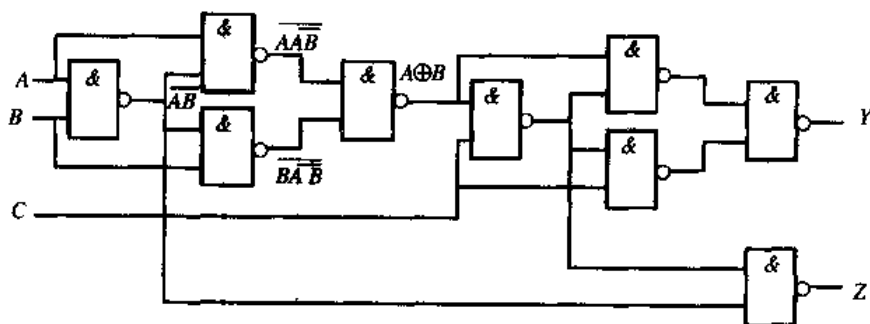 &
$\overline{A\overline{AB}}$
&
A
&
$\overline{AB}$
&
A⊕B
&
&
Y
B
&
&
$\overline{B\overline{AB}}$
C
&
Z